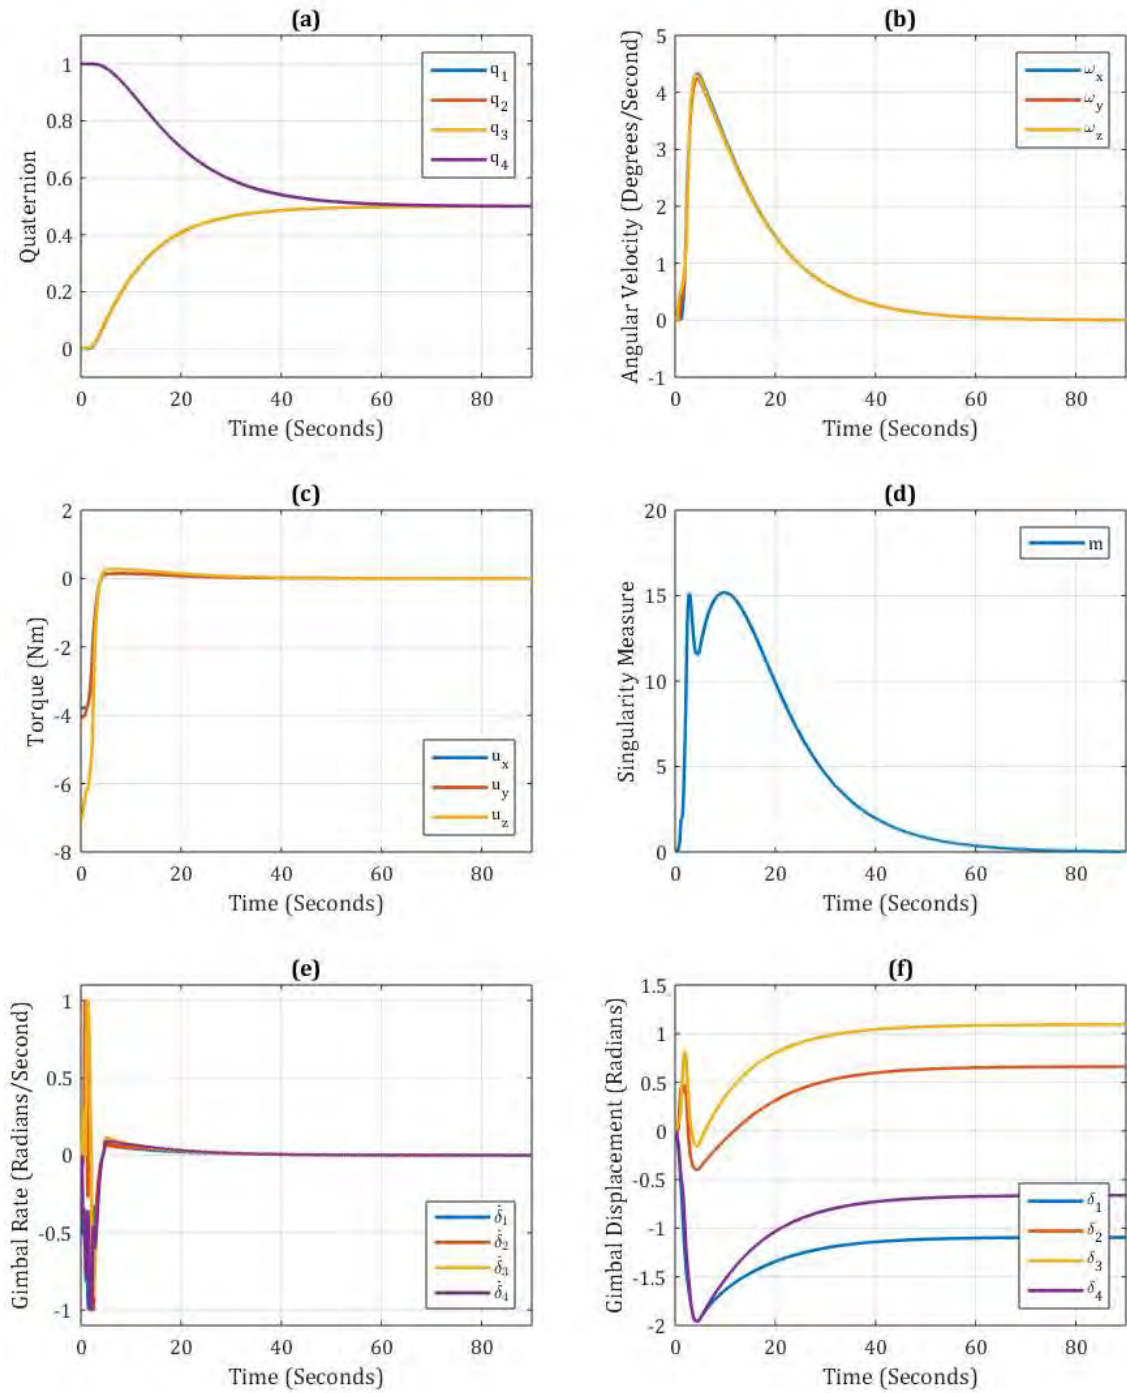 (a)
Quaternion
1
0.8
0.6
0.4
0.2
0
0 20 40 60 80
Time (Seconds)
q1
q2
q3
q4
(b)
Angular Velocity (Degrees/Second)
5
4
3
2
1
0
-1
0 20 40 60 80
Time (Seconds)
ωx
ωy
ωz
(c)
Torque (Nm)
2
0
-2
-4
-6
-8
0 20 40 60 80
Time (Seconds)
ux
uy
uz
(d)
Singularity Measure
20
15
10
5
0
0 20 40 60 80
Time (Seconds)
m
(e)
Gimbal Rate (Radians/Second)
1
0.5
0
-0.5
-1
0 20 40 60 80
Time (Seconds)
δ̇1
δ̇2
δ̇3
δ̇4
(f)
Gimbal Displacement (Radians)
1.5
1
0.5
0
-0.5
-1
-1.5
-2
0 20 40 60 80
Time (Seconds)
δ1
δ2
δ3
δ4